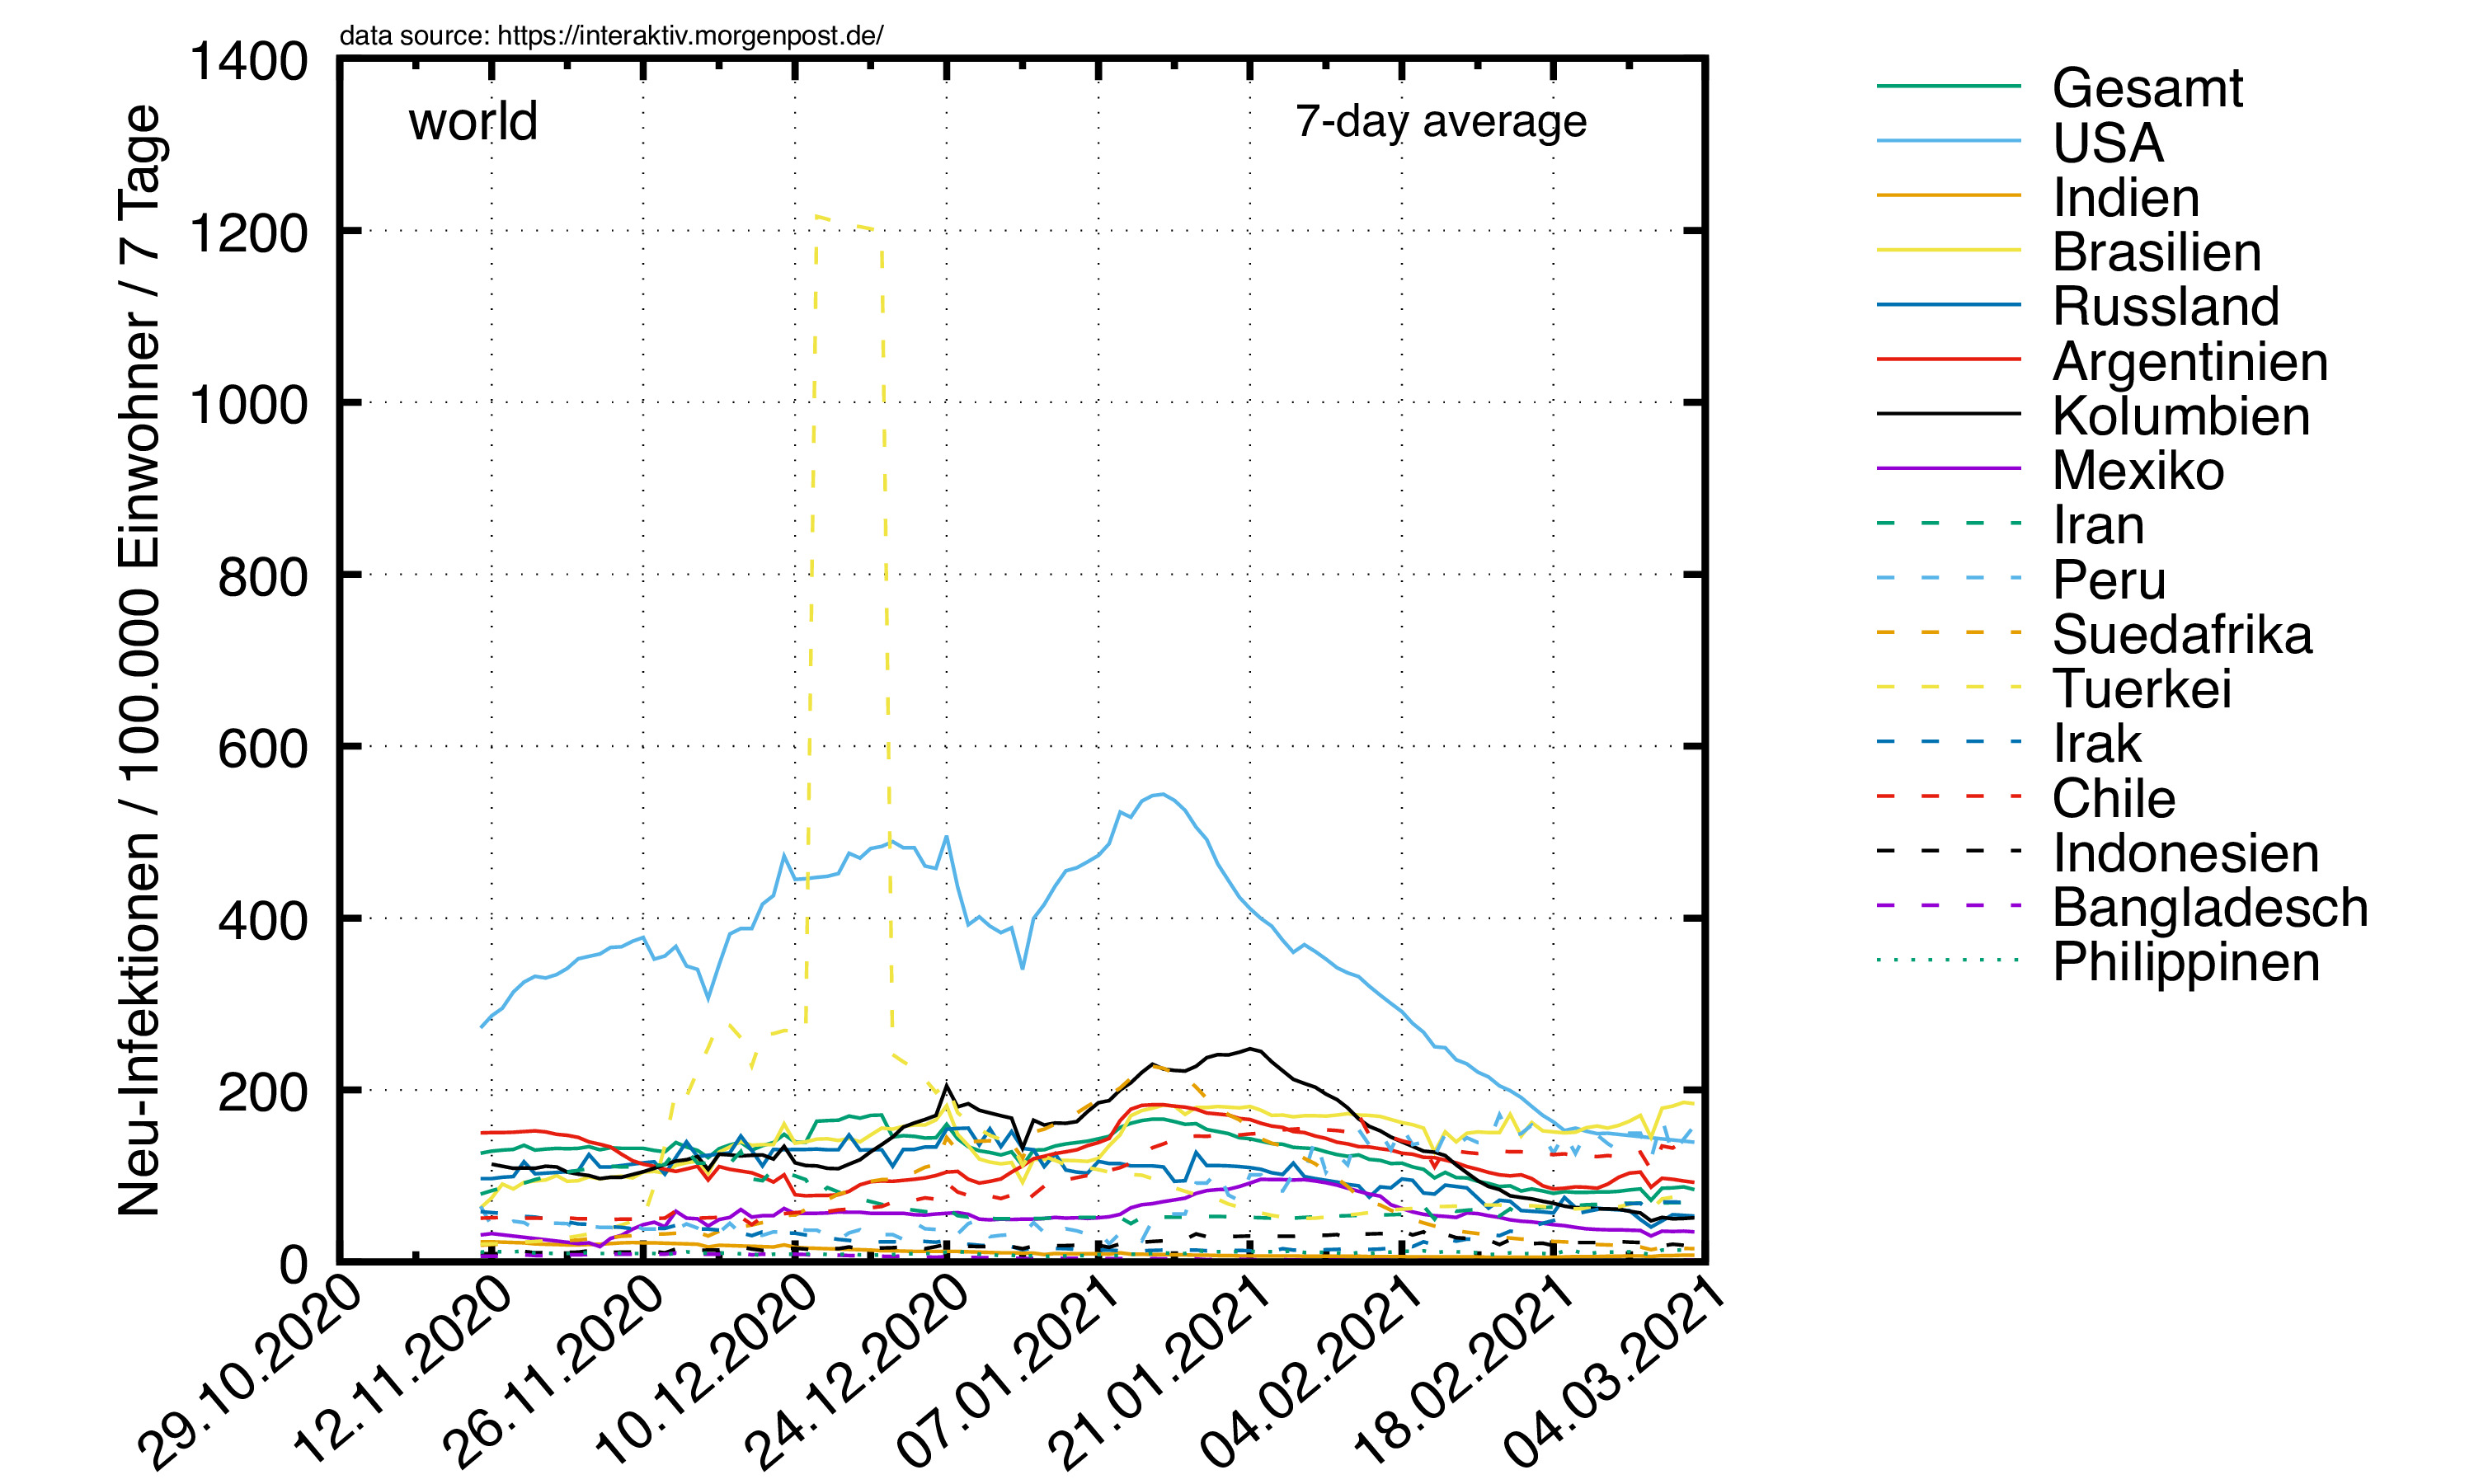 data source: https://interaktiv.morgenpost.de/
world
7-day average
Neu-Infektionen / 100.000 Einwohner / 7 Tage
1400
1200
1000
800
600
400
200
0
29.10.2020
12.11.2020
26.11.2020
10.12.2020
24.12.2020
07.01.2021
21.01.2021
04.02.2021
18.02.2021
04.03.2021
Gesamt
USA
Indien
Brasilien
Russland
Argentinien
Kolumbien
Mexiko
Iran
Peru
Suedafrika
Tuerkei
Irak
Chile
Indonesien
Bangladesch
Philippinen